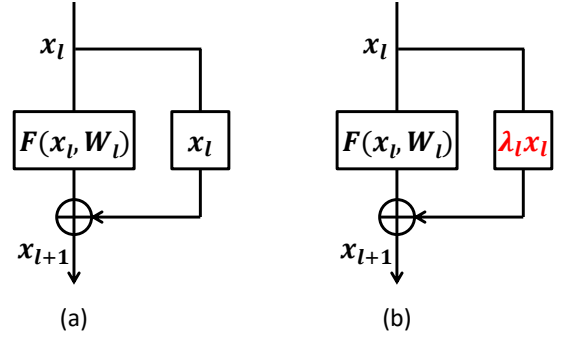 x_l
F(x_l, W_l)
x_l
x_{l+1}
(a)
x_l
F(x_l, W_l)
λ_l x_l
x_{l+1}
(b)